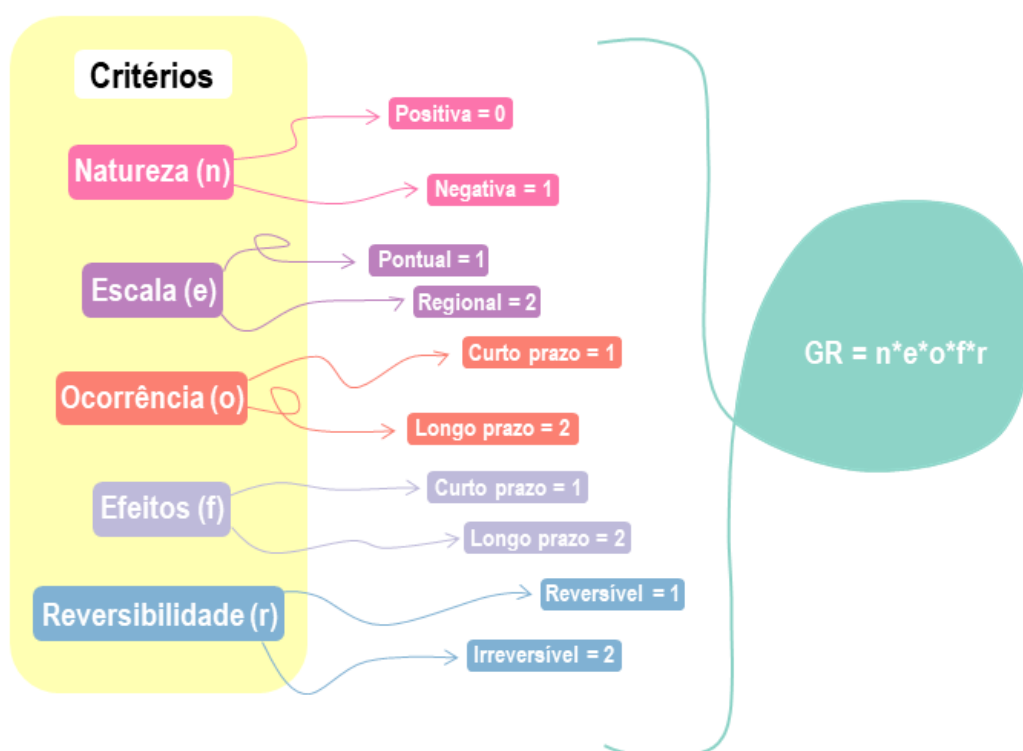 Critérios
Natureza (n)
Positiva = 0
Negativa = 1
Escala (e)
Pontual = 1
Regional = 2
Ocorrência (o)
Curto prazo = 1
Longo prazo = 2
Efeitos (f)
Curto prazo = 1
Longo prazo = 2
Reversibilidade (r)
Reversível = 1
Irreversível = 2
GR = n*e*o*f*r